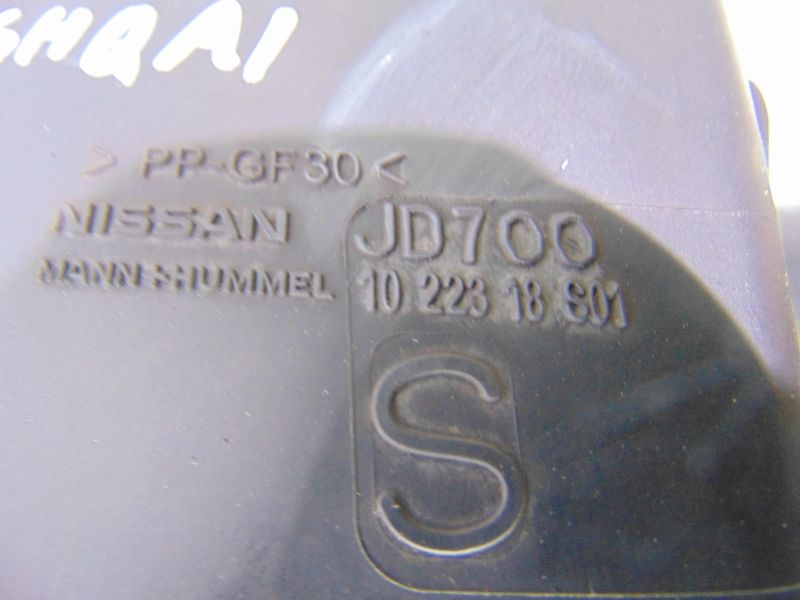 SHQAI
> PP-GF30 <
NISSAN JD700
MANN+HUMMEL 10 223 18 S01
S